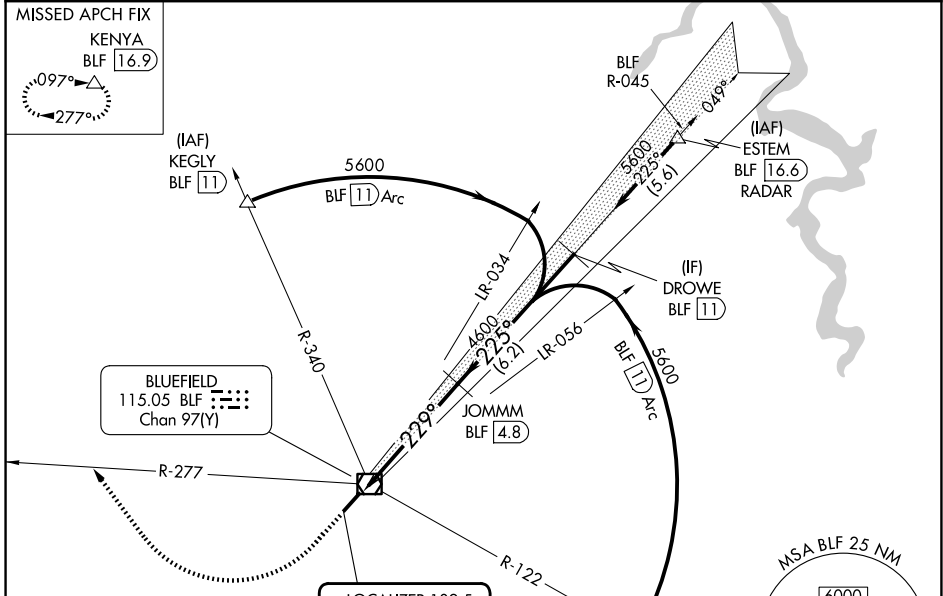 MISSED APCH FIX
KENYA
BLF 16.9
097°
277°
(IAF)
KEGLY
BLF 11
5600
BLF 11 Arc
BLF
R-045
049°
(IAF)
ESTEM
BLF 16.6
RADAR
5600
225°
(5.6)
LR-034
(IF)
DROWE
BLF 11
4600
225°
(6.2)
LR-056
5600
BLF 11 Arc
R-340
JOMMM
BLF 4.8
229°
BLUEFIELD
115.05 BLF
Chan 97(Y)
R-277
R-122
MSA BLF 25 NM
6000